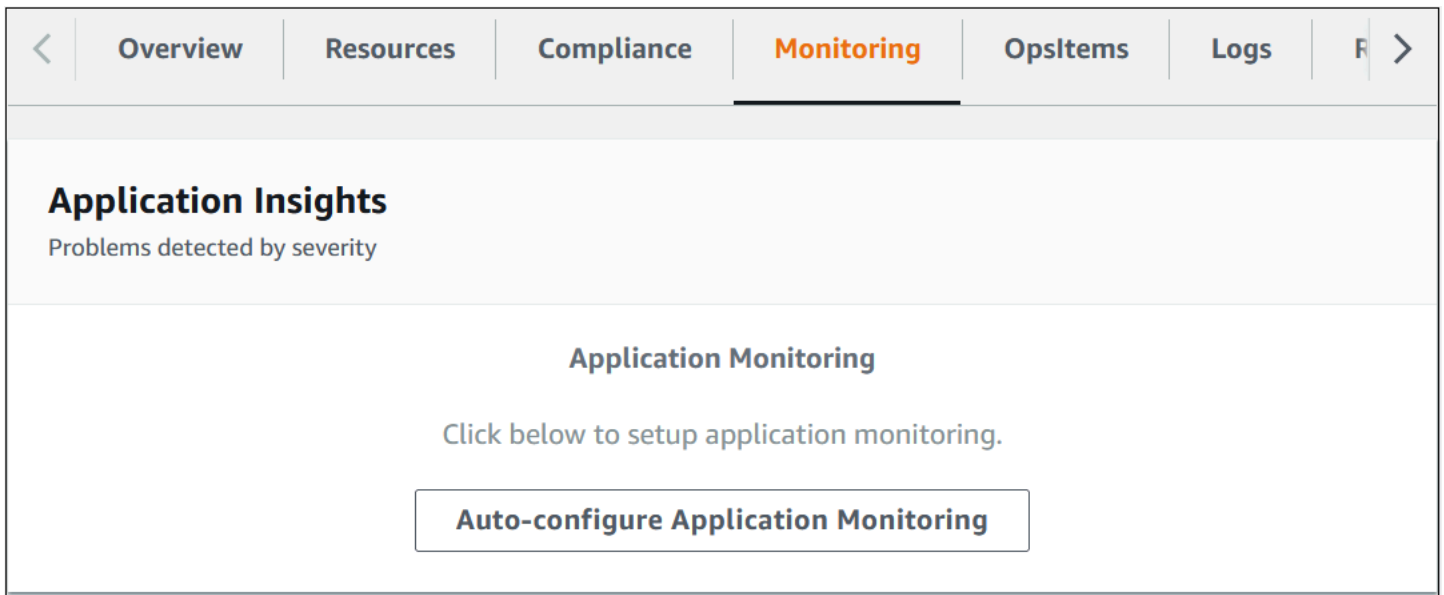 Overview Resources Compliance Monitoring OpsItems Logs
Application Insights
Problems detected by severity
Application Monitoring
Click below to setup application monitoring.
Auto-configure Application Monitoring